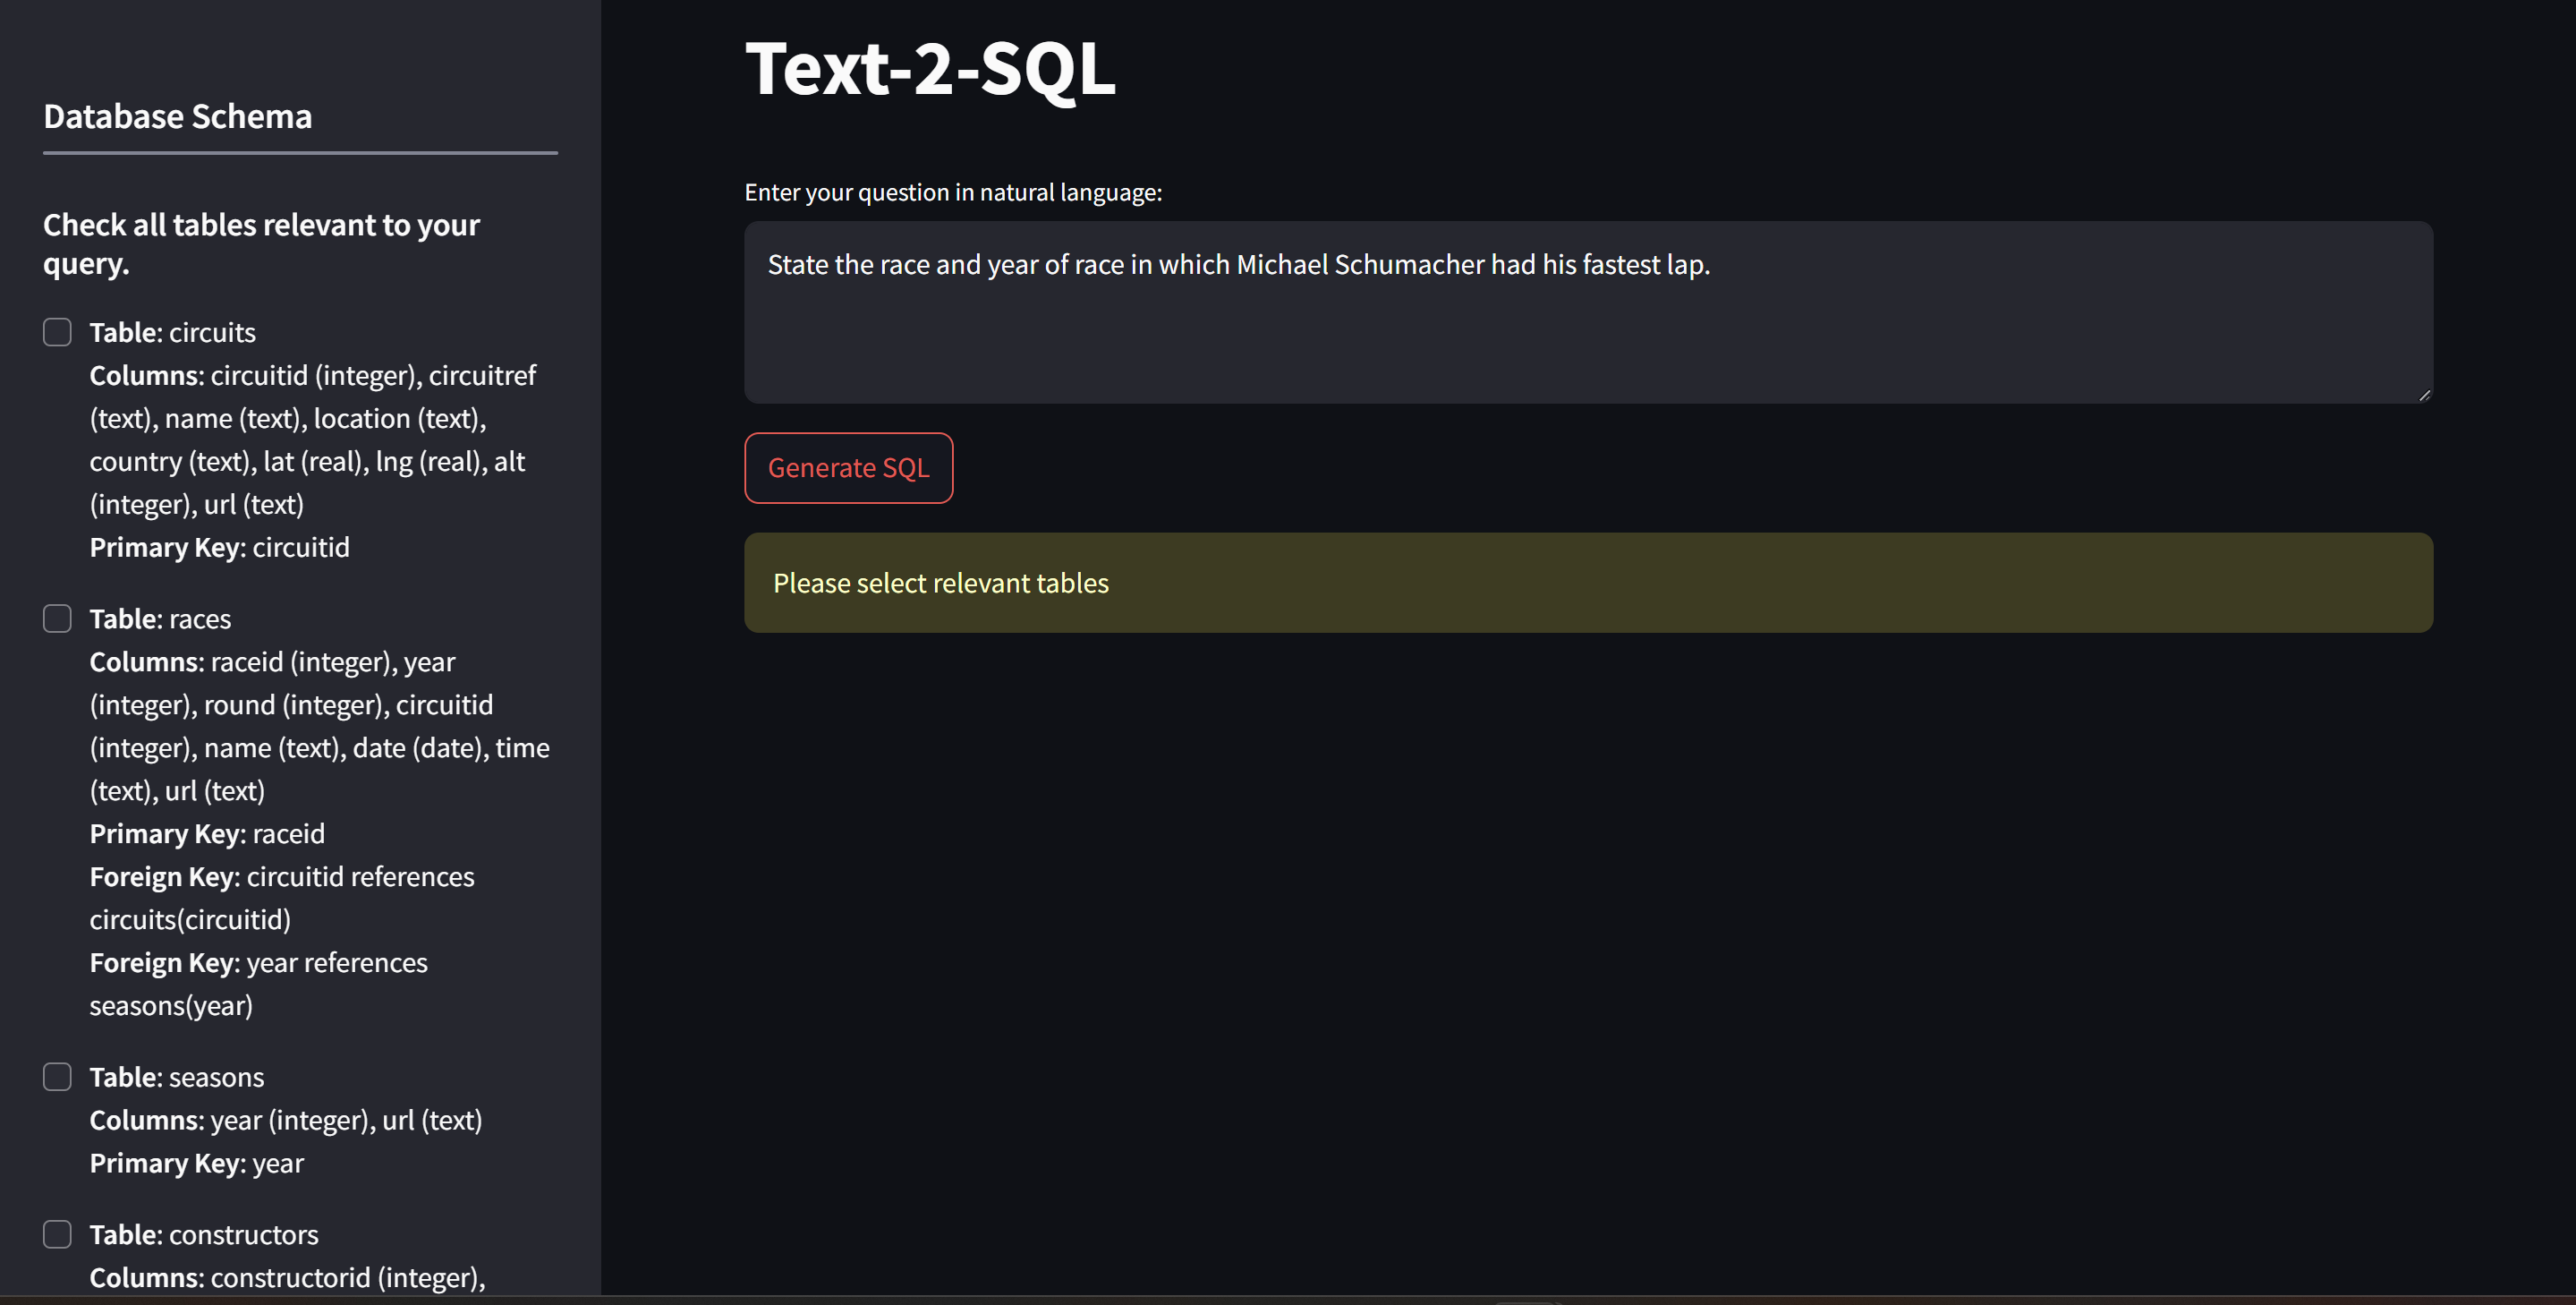 Database Schema
Check all tables relevant to your
query.
Table: circuits
Columns: circuitid (integer), circuitref
(text), name (text), location (text),
country (text), lat (real), lng (real), alt
(integer), url (text)
Primary Key: circuitid
Table: races
Columns: raceid (integer), year
(integer), round (integer), circuitid
(integer), name (text), date (date), time
(text), url (text)
Primary Key: raceid
Foreign Key: circuitid references
circuits(circuitid)
Foreign Key: year references
seasons(year)
Table: seasons
Columns: year (integer), url (text)
Primary Key: year
Table: constructors
Columns: constructorid (integer),
Text-2-SQL
Enter your question in natural language:
State the race and year of race in which Michael Schumacher had his fastest lap.
Generate SQL
Please select relevant tables